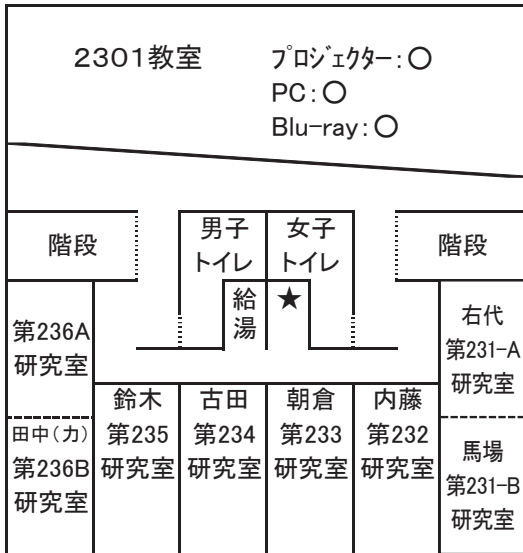 2301教室
プロジェクター:○
PC:○
Blu-ray:○
階段
男子
トイレ
女子
トイレ
階段
給
湯
★
第236A
研究室
右代
第231-A
研究室
田中(力)
第236B
研究室
鈴木
第235
研究室
古田
第234
研究室
朝倉
第233
研究室
内藤
第232
研究室
馬場
第231-B
研究室